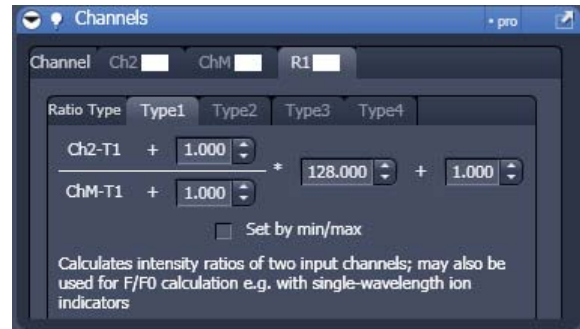 Channels • pro
Channel Ch2 ChM R1
Ratio Type Type1 Type2 Type3 Type4
Ch2-T1 + 1.000
* 128.000 + 1.000
ChM-T1 + 1.000
Set by min/max
Calculates intensity ratios of two input channels; may also be
used for F/F0 calculation e.g. with single-wavelength ion
indicators